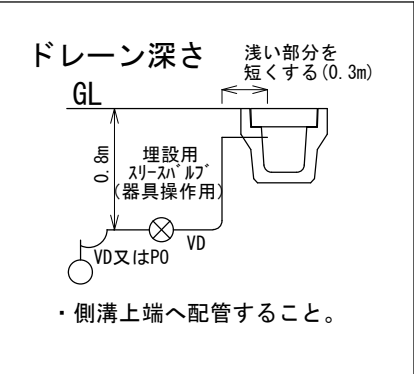 ドレーン深さ
浅い部分を
短くする(0.3m)
GL
0.8m
埋設用
スリースバルブ
(器具操作用)
VD
VD又はPO
・側溝上端へ配管すること。